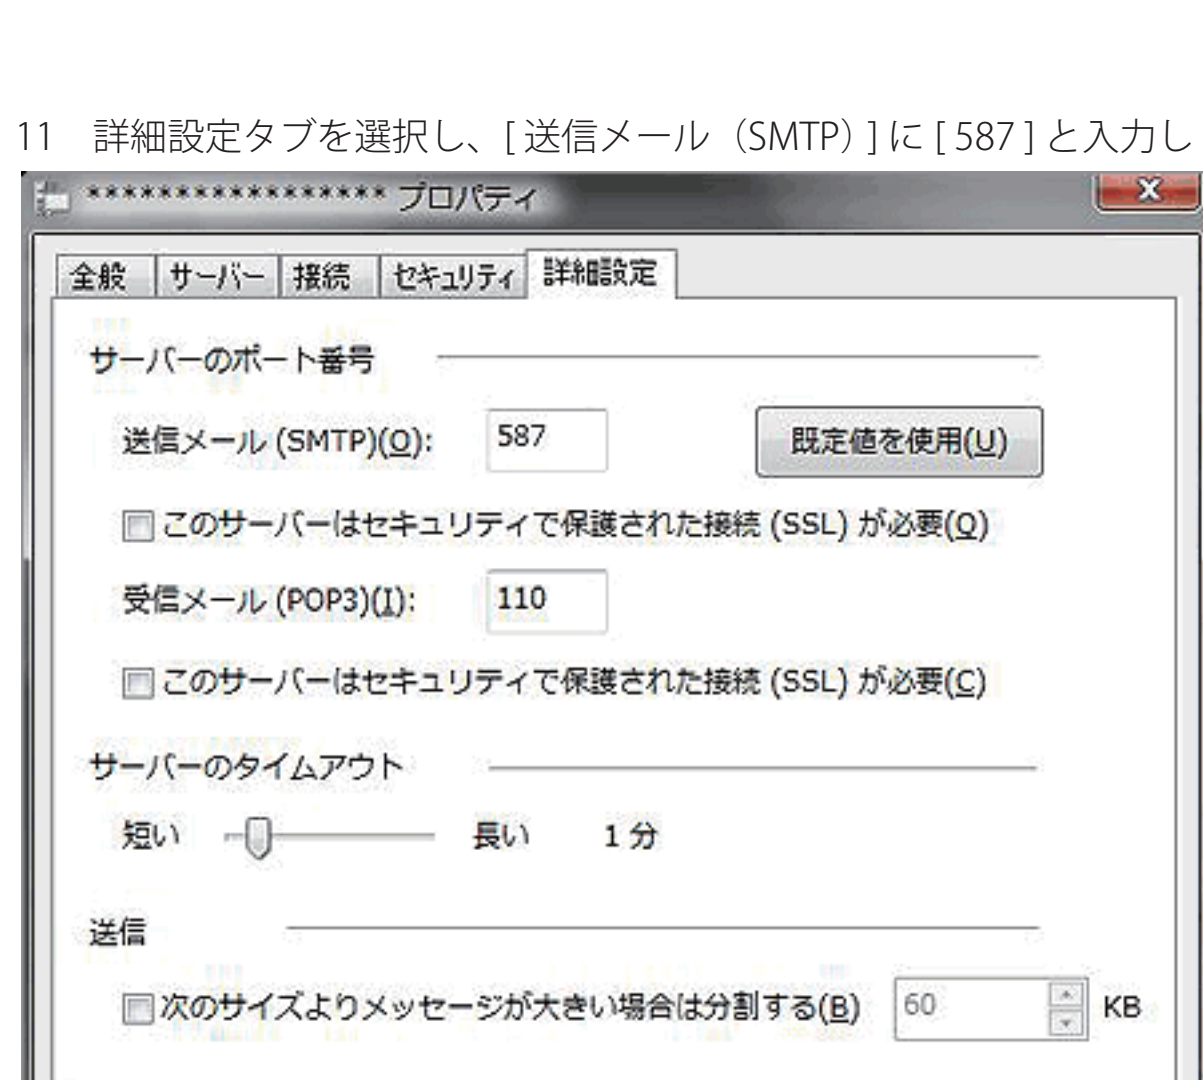 11　詳細設定タブを選択し、[ 送信メール（SMTP）] に [ 587 ] と入力し
***************** プロパティ
全般 サーバー 接続 セキュリティ 詳細設定
サーバーのポート番号
送信メール (SMTP)(O): 587 既定値を使用(U)
このサーバーはセキュリティで保護された接続 (SSL) が必要(Q)
受信メール (POP3)(I): 110
このサーバーはセキュリティで保護された接続 (SSL) が必要(C)
サーバーのタイムアウト
短い 長い 1 分
送信
次のサイズよりメッセージが大きい場合は分割する(B) 60 KB